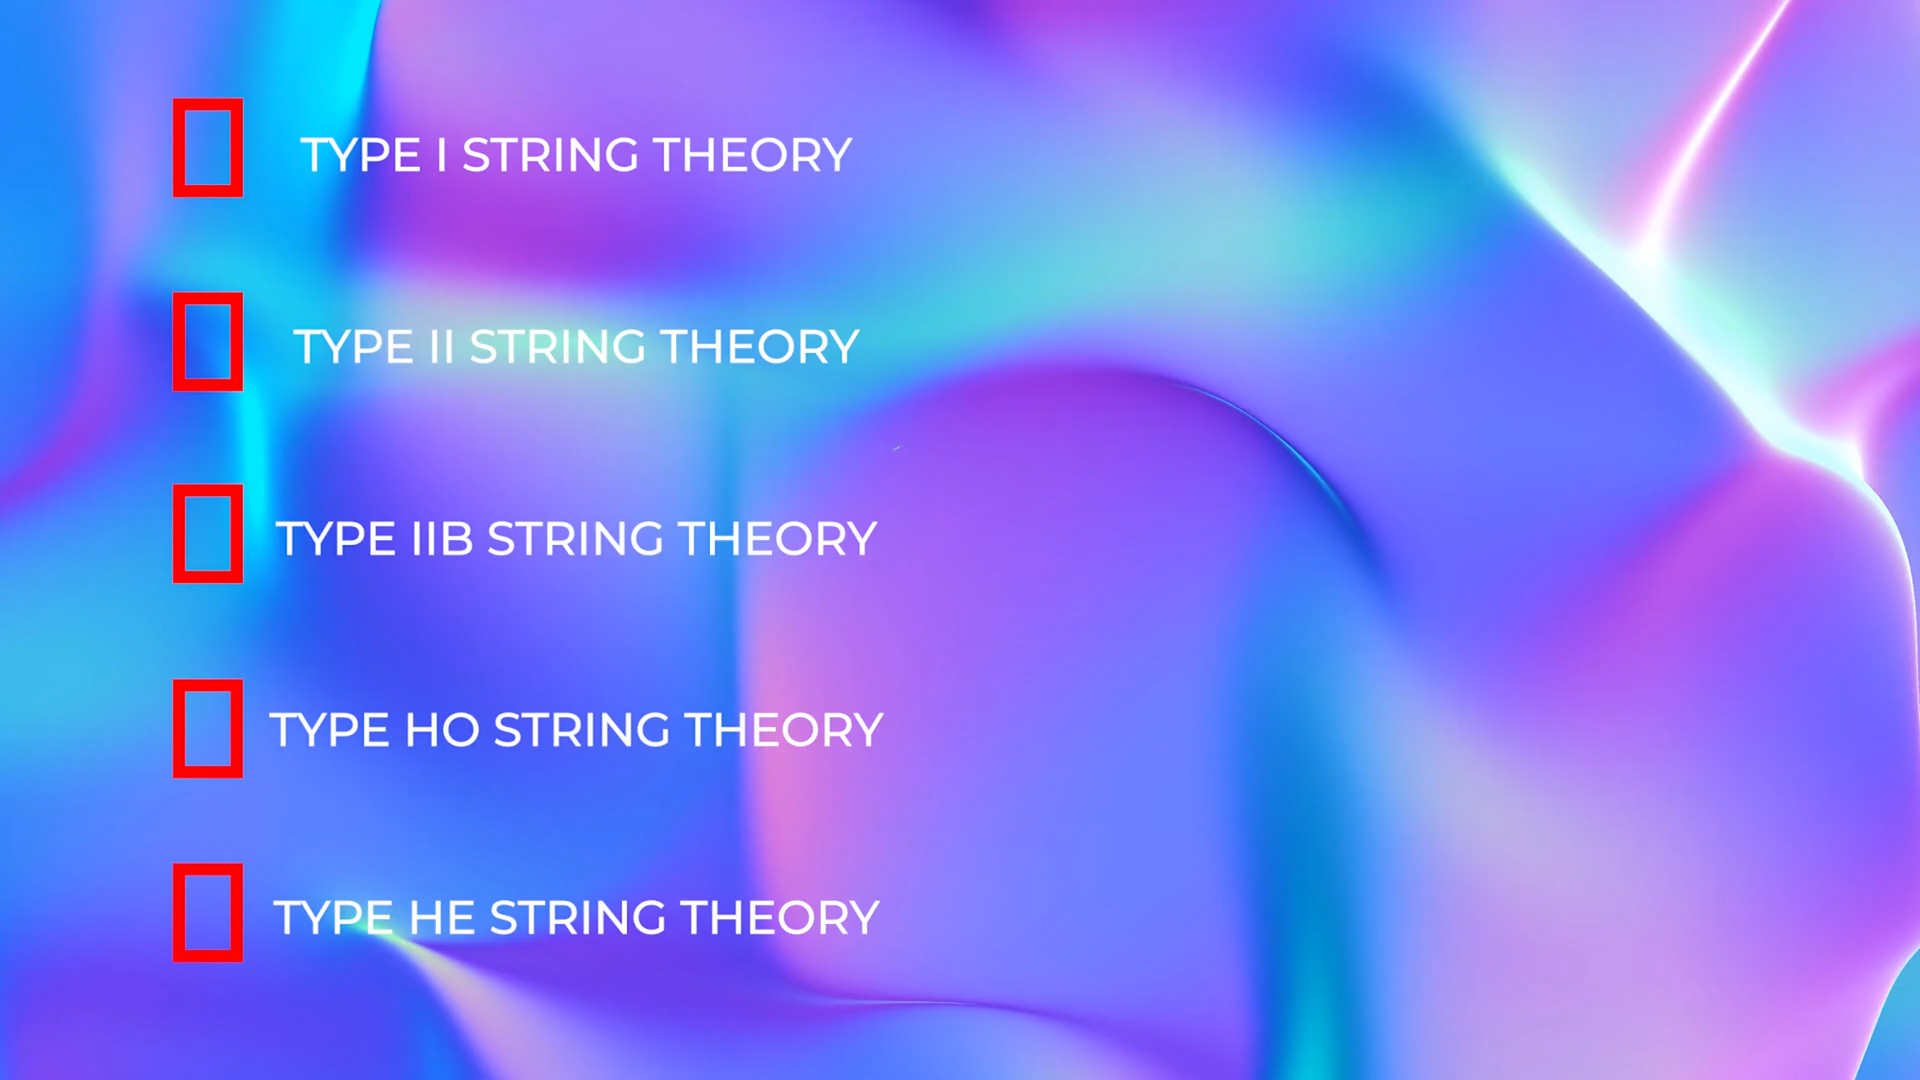 TYPE I STRING THEORY
TYPE II STRING THEORY
TYPE IIB STRING THEORY
TYPE HO STRING THEORY
TYPE HE STRING THEORY